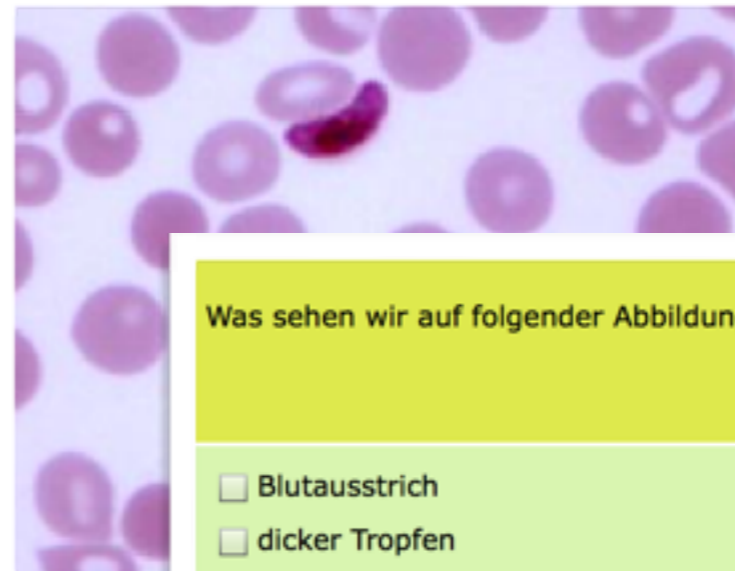 Was sehen wir auf folgender Abbildun
Blutausstrich
dicker Tropfen